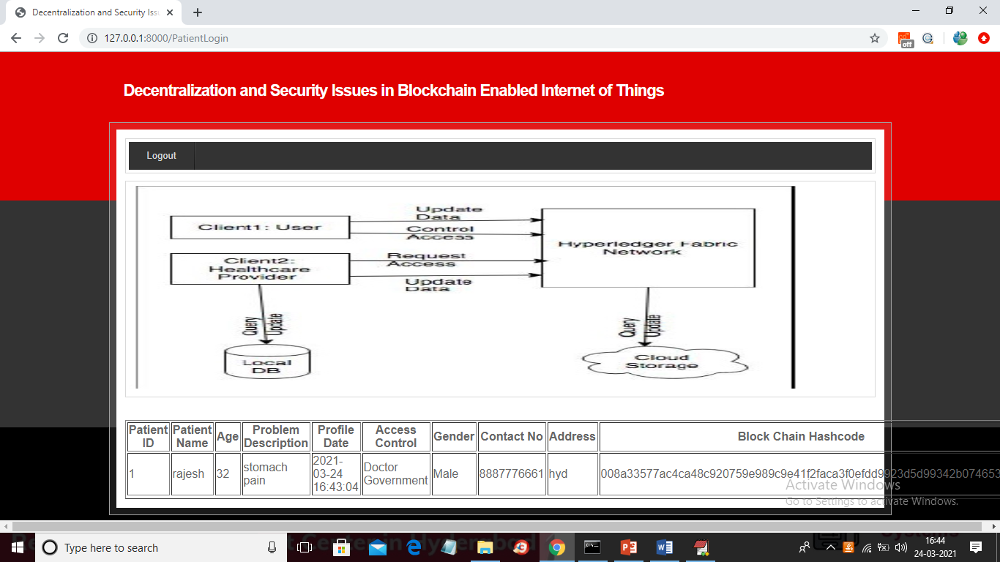 Decentralization and Security Iss
127.0.0.1:8000/PatientLogin
off
Decentralization and Security Issues in Blockchain Enabled Internet of Things
Logout
Update
Data
Client1: User
Control
Access
Hyperledger Fabric
Network
Request
Access
Client2:
Healthcare
Provider
Update
Data
Query
Update
Query
Update
Local
DB
Cloud
Storage
Patient ID Patient Name Age Problem Description Profile Date Access Control Gender Contact No Address Block Chain Hashcode
1 rajesh 32 stomach pain 2021-03-24 16:43:04 Doctor Government Male 8887776661 hyd 008a33577ac4ca48c920759e989c9e41f2faca3f0efdd9923d5d99342b074653
Activate Windows
Go to Settings to activate Windows.
Type here to search
16:44
24-03-2021